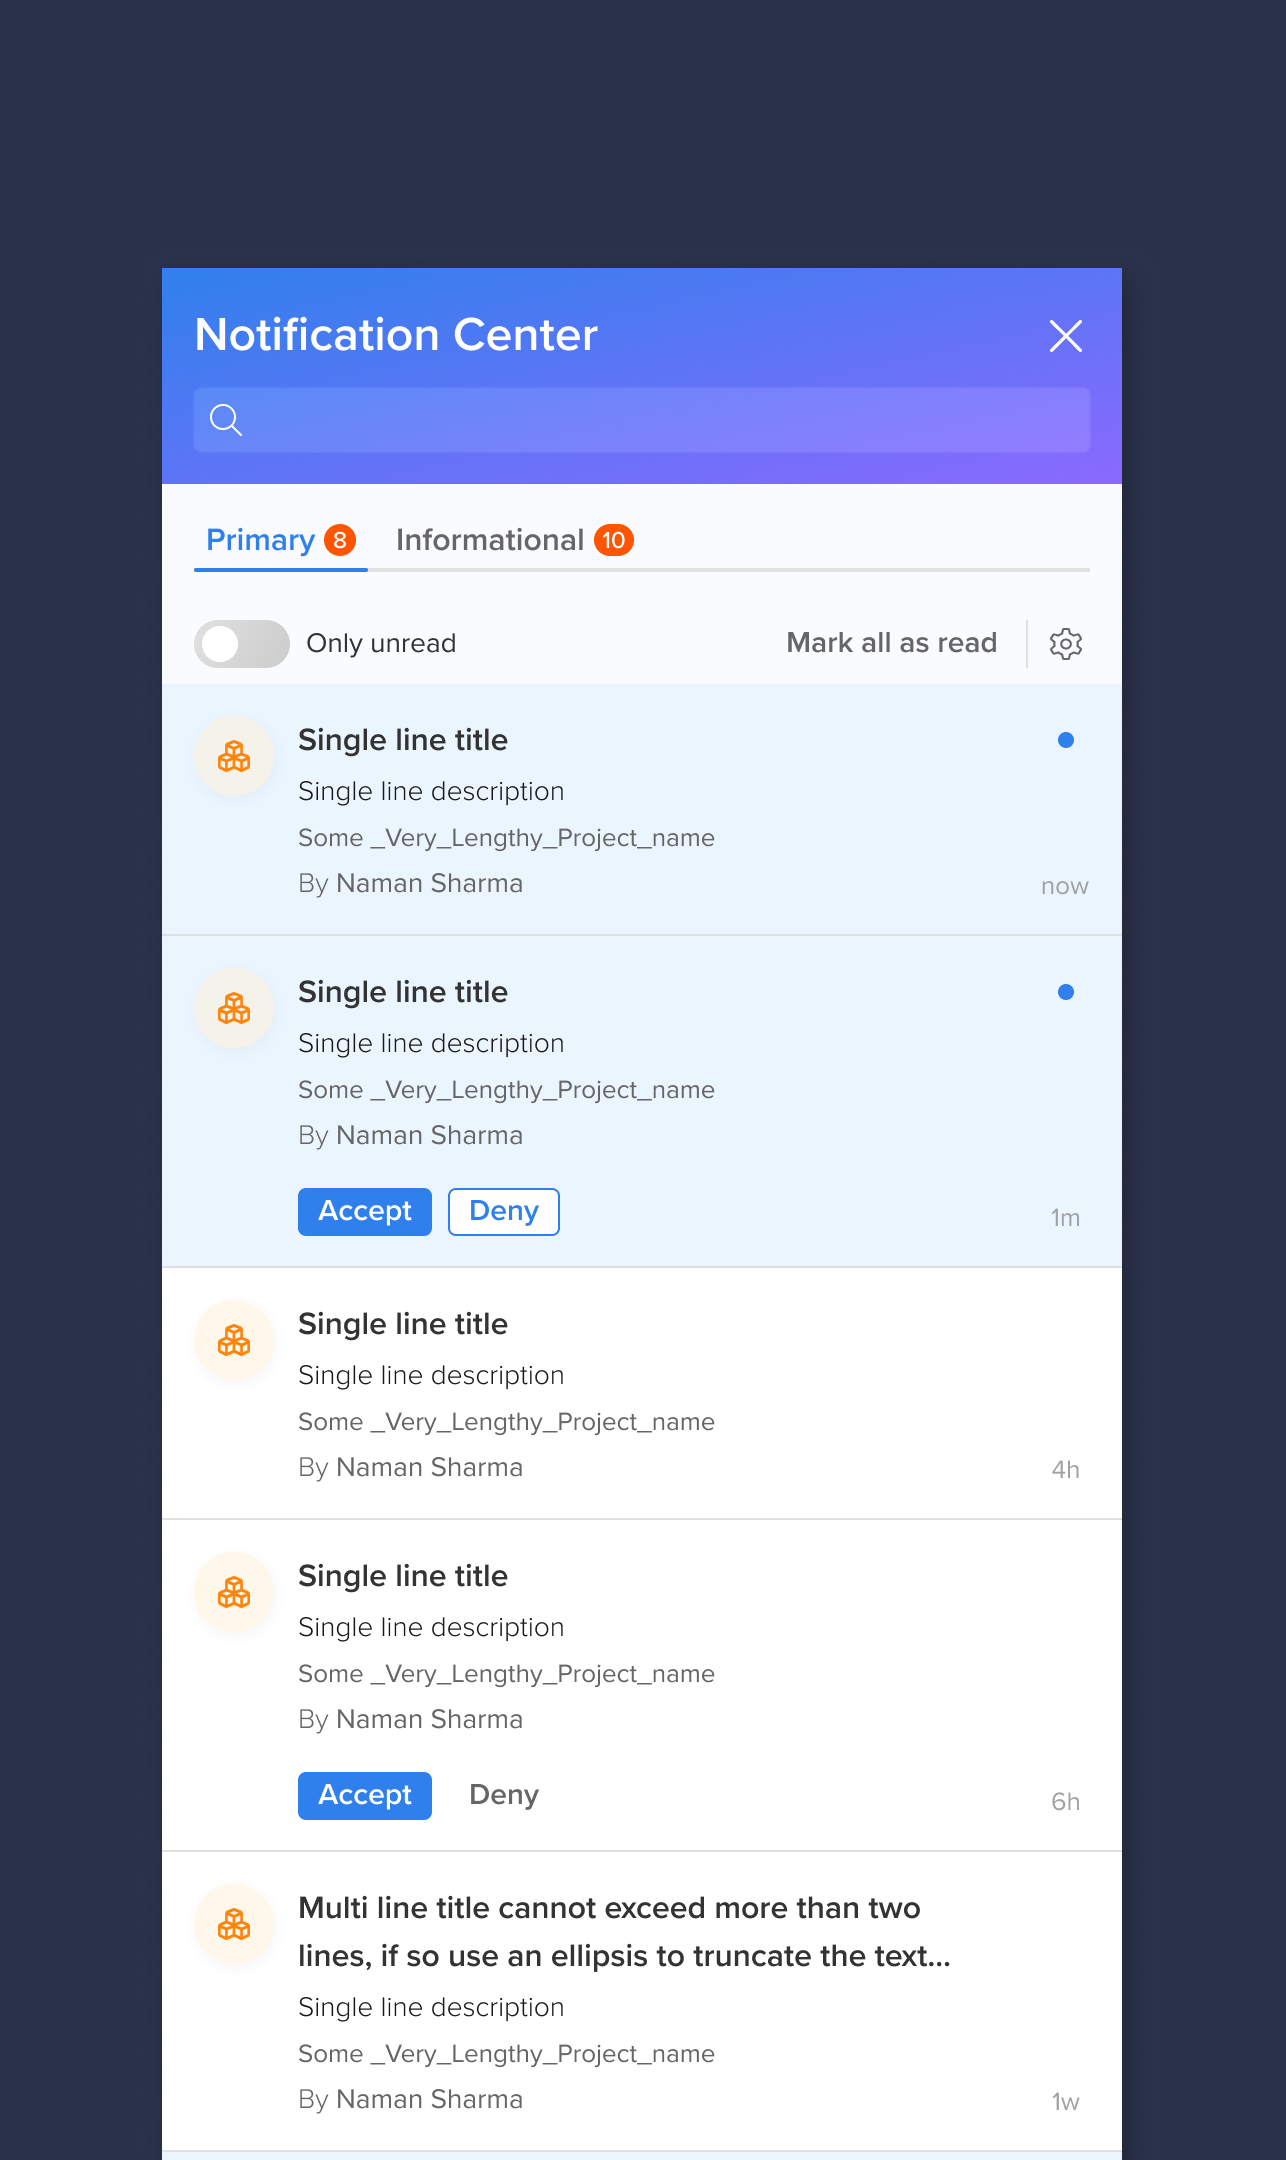 Notification Center
Primary 8 Informational 10
Only unread Mark all as read
Single line title
Single line description
Some _Very_Lengthy_Project_name
By Naman Sharma
now
Single line title
Single line description
Some _Very_Lengthy_Project_name
By Naman Sharma
Accept Deny
1m
Single line title
Single line description
Some _Very_Lengthy_Project_name
By Naman Sharma
4h
Single line title
Single line description
Some _Very_Lengthy_Project_name
By Naman Sharma
Accept Deny
6h
Multi line title cannot exceed more than two
lines, if so use an ellipsis to truncate the text...
Single line description
Some _Very_Lengthy_Project_name
By Naman Sharma
1w